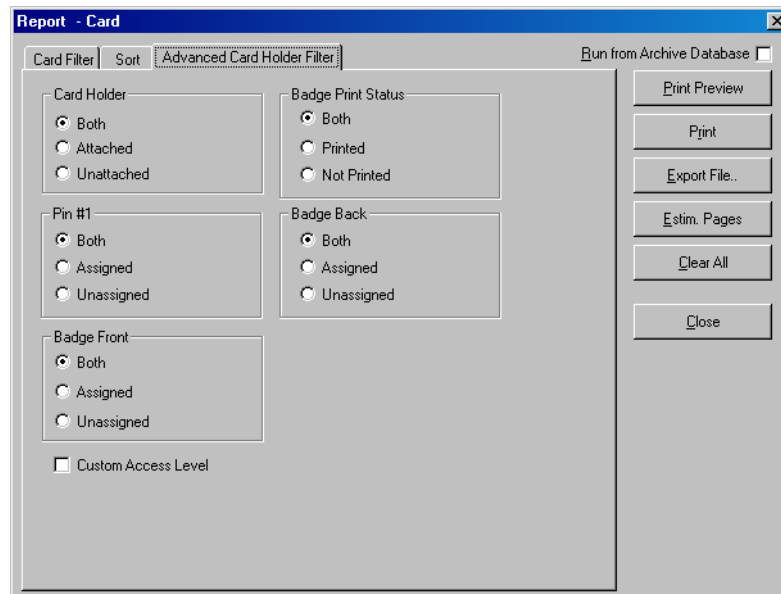 Report - Card
Card Filter
Sort
Advanced Card Holder Filter
Run from Archive Database
Card Holder
Both
Attached
Unattached
Badge Print Status
Both
Printed
Not Printed
Pin #1
Both
Assigned
Unassigned
Badge Back
Both
Assigned
Unassigned
Badge Front
Both
Assigned
Unassigned
Custom Access Level
Print Preview
Print
Export File..
Estim. Pages
Clear All
Close